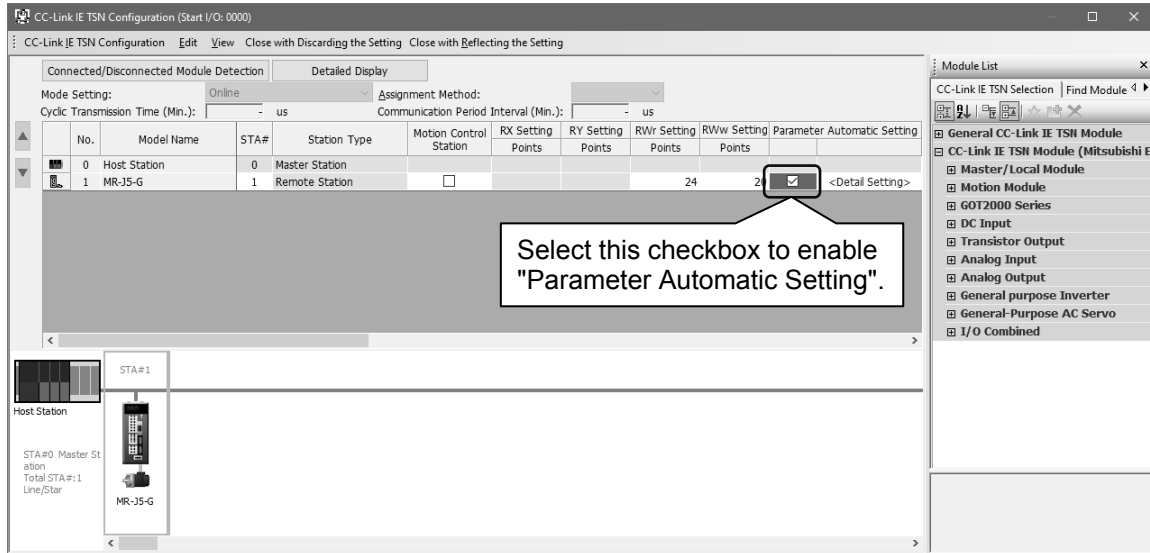 CC-Link IE TSN Configuration (Start I/O: 0000)
CC-Link IE TSN Configuration Edit View Close with Discarding the Setting Close with Reflecting the Setting
Connected/Disconnected Module Detection Detailed Display
Mode Setting: Online Assignment Method:
Cyclic Transmission Time (Min.): - us Communication Period Interval (Min.): - us
No. Model Name STA# Station Type Motion Control Station RX Setting RY Setting RWr Setting RWw Setting Parameter Automatic Setting
Points Points Points Points
0 Host Station 0 Master Station
1 MR-J5-G 1 Remote Station 24 20 <Detail Setting>
Select this checkbox to enable
"Parameter Automatic Setting".
STA#1
Host Station
STA#0 Master St
ation
Total STA#:1
Line/Star
MR-J5-G
Module List
CC-Link IE TSN Selection Find Module
General CC-Link IE TSN Module
CC-Link IE TSN Module (Mitsubishi E
Master/Local Module
Motion Module
GOT2000 Series
DC Input
Transistor Output
Analog Input
Analog Output
General purpose Inverter
General-Purpose AC Servo
I/O Combined